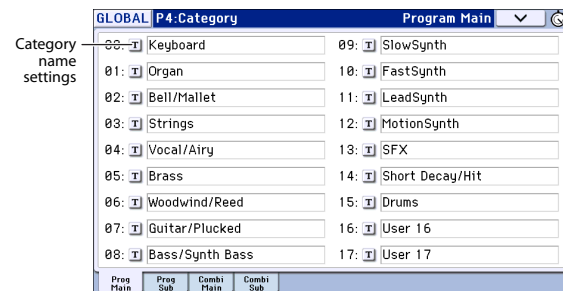 GLOBAL P4:Category Program Main
Category name settings
00: T Keyboard
01: T Organ
02: T Bell/Mallet
03: T Strings
04: T Vocal/Airy
05: T Brass
06: T Woodwind/Reed
07: T Guitar/Plucked
08: T Bass/Synth Bass
09: T SlowSynth
10: T FastSynth
11: T LeadSynth
12: T MotionSynth
13: T SFX
14: T Short Decay/Hit
15: T Drums
16: T User 16
17: T User 17
Prog Main
Prog Sub
Combi Main
Combi Sub